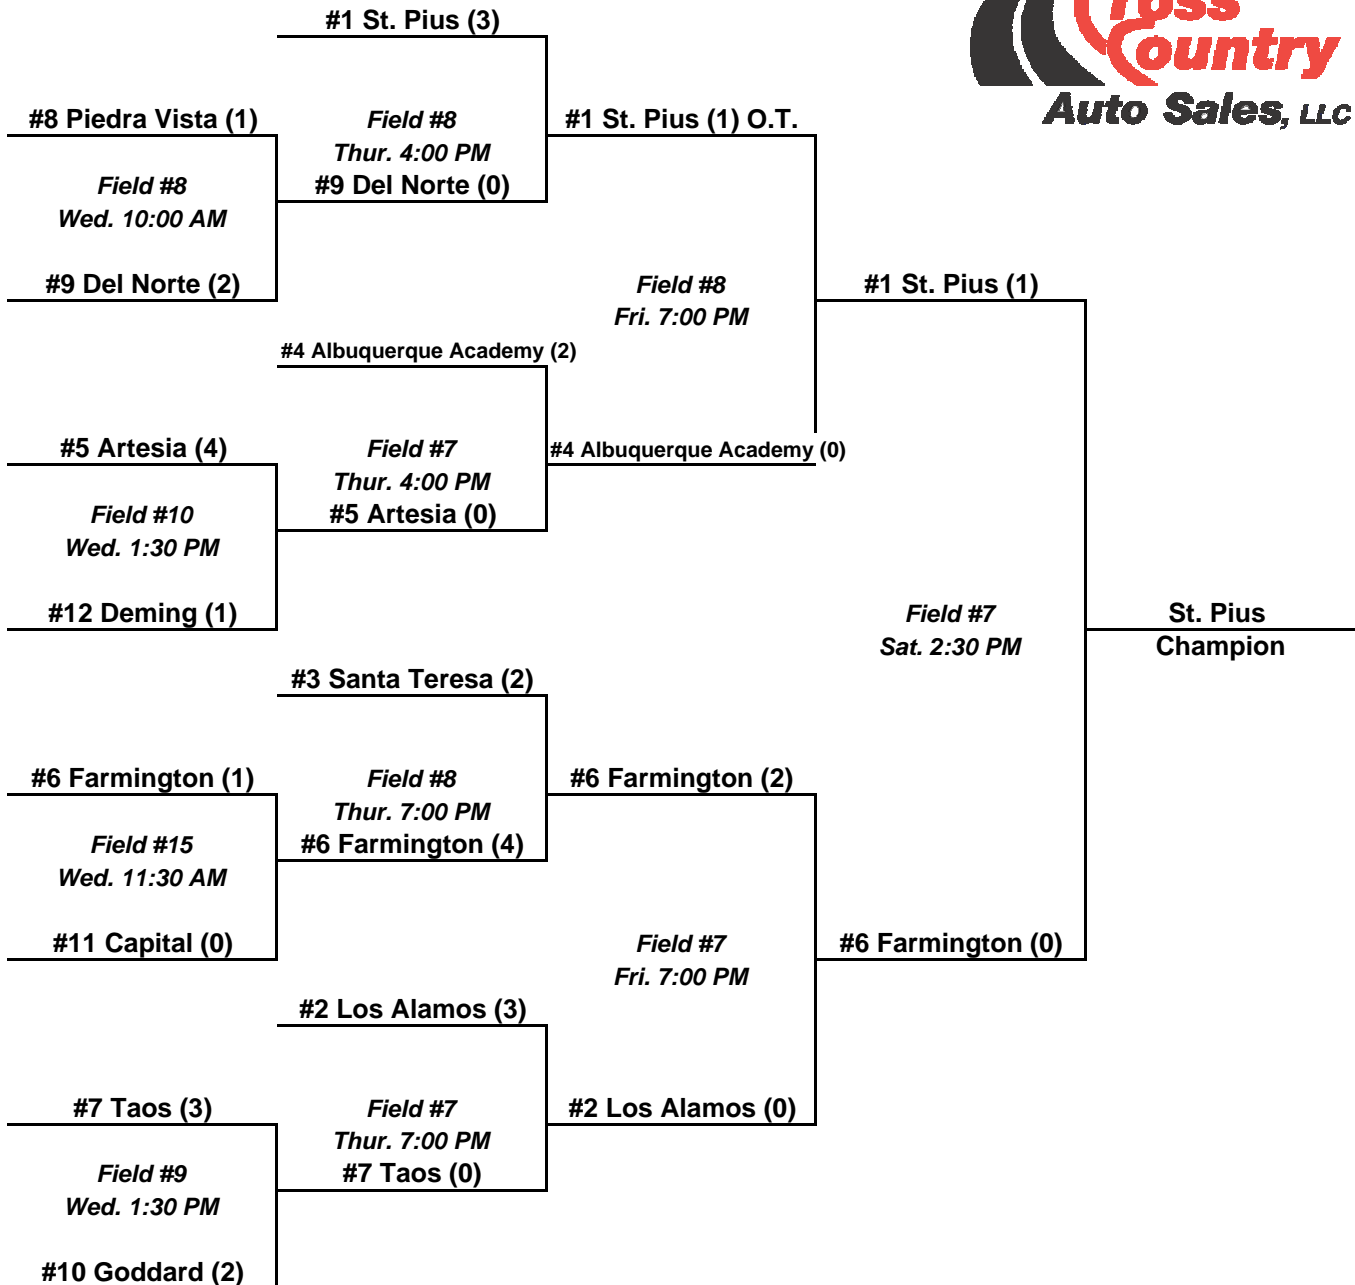 #1 St. Pius (3)
ross
ountry
Auto Sales, LLC
#8 Piedra Vista (1)
Field #8
Thur. 4:00 PM
#1 St. Pius (1) O.T.
Field #8
Wed. 10:00 AM
#9 Del Norte (0)
#9 Del Norte (2)
Field #8
Fri. 7:00 PM
#1 St. Pius (1)
#4 Albuquerque Academy (2)
#5 Artesia (4)
Field #7
Thur. 4:00 PM
#4 Albuquerque Academy (0)
Field #10
Wed. 1:30 PM
#5 Artesia (0)
#12 Deming (1)
Field #7
Sat. 2:30 PM
St. Pius
Champion
#3 Santa Teresa (2)
#6 Farmington (1)
Field #8
Thur. 7:00 PM
#6 Farmington (2)
Field #15
Wed. 11:30 AM
#6 Farmington (4)
#11 Capital (0)
Field #7
Fri. 7:00 PM
#6 Farmington (0)
#2 Los Alamos (3)
#7 Taos (3)
Field #7
Thur. 7:00 PM
#2 Los Alamos (0)
Field #9
Wed. 1:30 PM
#7 Taos (0)
#10 Goddard (2)